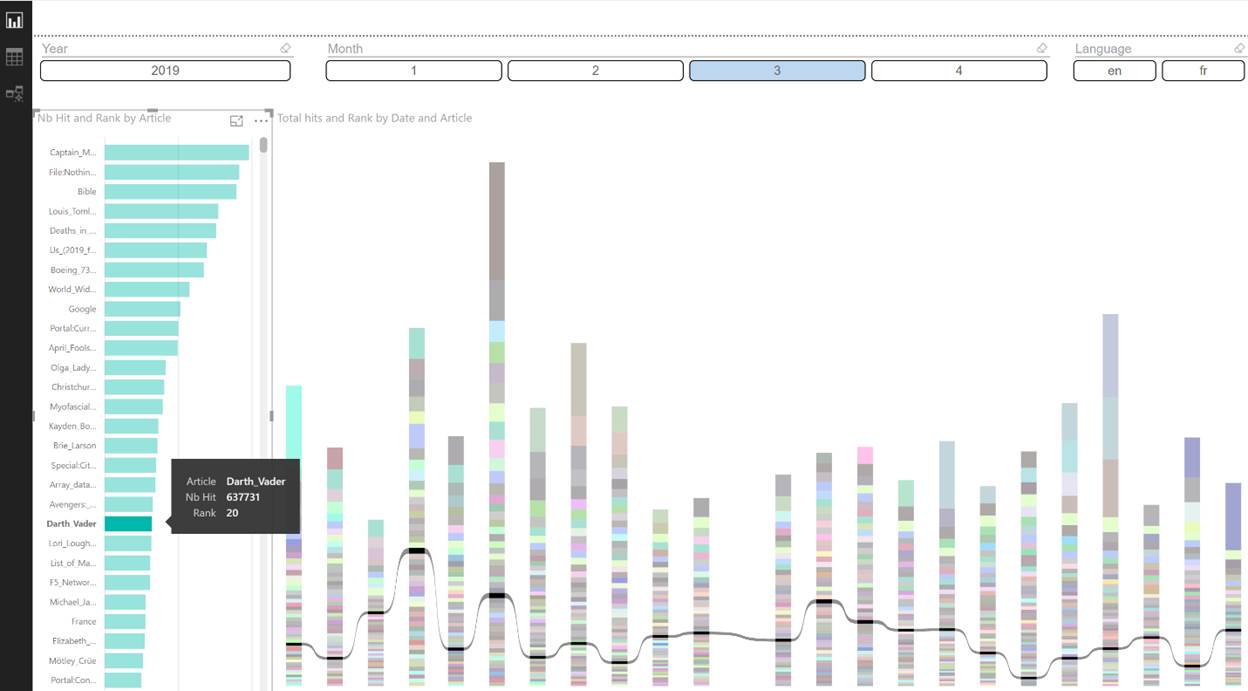 Year
Month
Language
2019
1
2
3
4
en
fr
Nb Hit and Rank by Article
Total hits and Rank by Date and Article
Captain_M...
File:Nothin...
Bible
Louis_Toml...
Deaths_in_...
Us_(2019_f...
Boeing_73...
World_Wid...
Google
Portal:Curr...
April_Fools...
Olga_Lady...
Christchur...
Myofascial...
Kayden_Bo...
Brie_Larson
Special:Cit...
Array_data...
Avengers:_...
Darth Vader
Lori_Lough...
List_of_Ma...
F5_Networ...
Michael_Ja...
France
Elizabeth_...
Mötley_Crüe
Portal:Con...
Article Darth_Vader
Nb Hit 637731
Rank 20